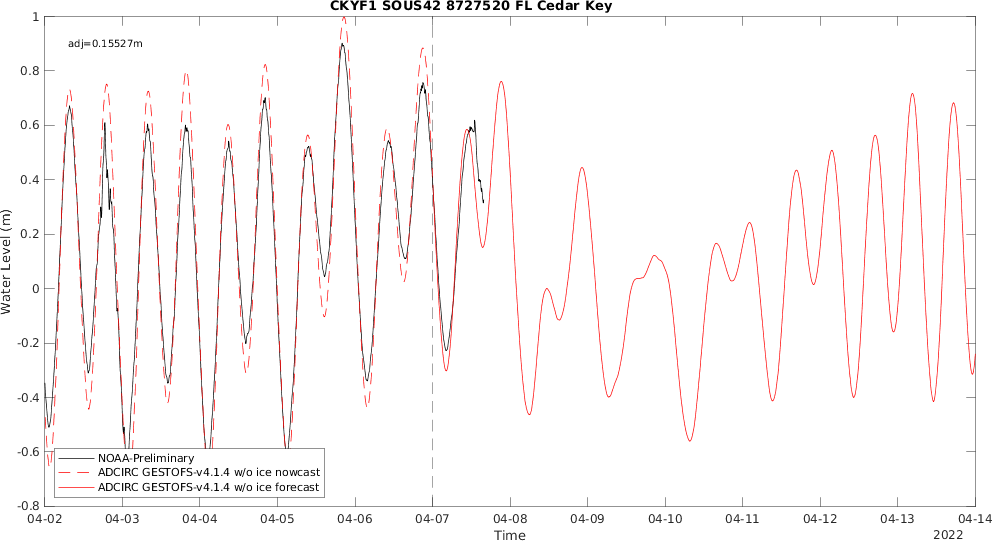 CKYF1 SOUS42 8727520 FL Cedar Key
adj=0.15527m
1
0.8
0.6
0.4
0.2
0
-0.2
-0.4
-0.6
-0.8
Water Level (m)
NOAA-Preliminary
ADCIRC GESTOFS-v4.1.4 w/o ice nowcast
ADCIRC GESTOFS-v4.1.4 w/o ice forecast
04-02 04-03 04-04 04-05 04-06 04-07 04-08 04-09 04-10 04-11 04-12 04-13 04-14
Time
2022